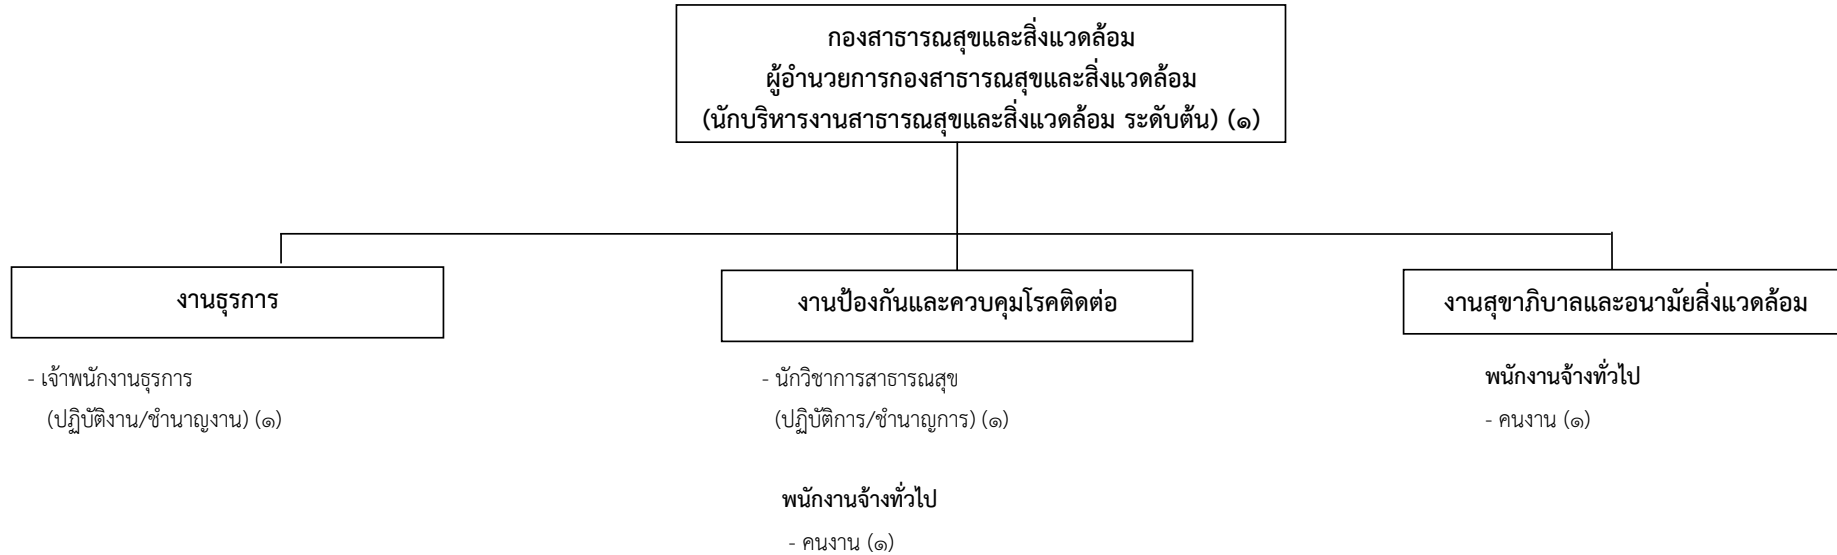 กองสาธารณสุขและสิ่งแวดล้อม
ผู้อำนวยการกองสาธารณสุขและสิ่งแวดล้อม
(นักบริหารงานสาธารณสุขและสิ่งแวดล้อม ระดับต้น) (๑)
งานธุรการ
- เจ้าพนักงานธุรการ
(ปฏิบัติงาน/ชำนาญงาน) (๑)
งานป้องกันและควบคุมโรคติดต่อ
- นักวิชาการสาธารณสุข
(ปฏิบัติการ/ชำนาญการ) (๑)
พนักงานจ้างทั่วไป
- คนงาน (๑)
งานสุขาภิบาลและอนามัยสิ่งแวดล้อม
พนักงานจ้างทั่วไป
- คนงาน (๑)